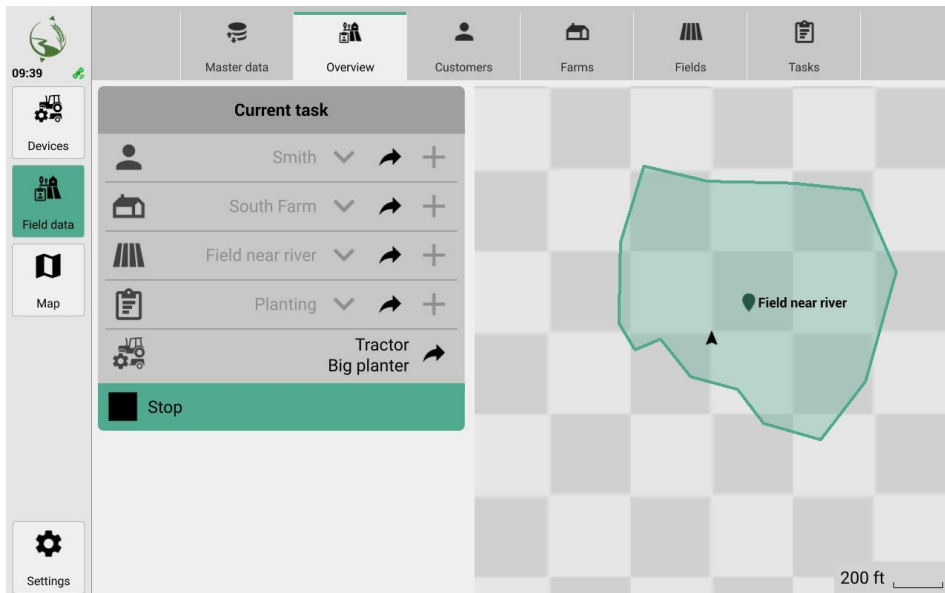 09:39
Master data
Overview
Customers
Farms
Fields
Tasks
Devices
Field data
Map
Settings
Current task
Smith
South Farm
Field near river
Planting
Tractor
Big planter
Stop
Field near river
200 ft